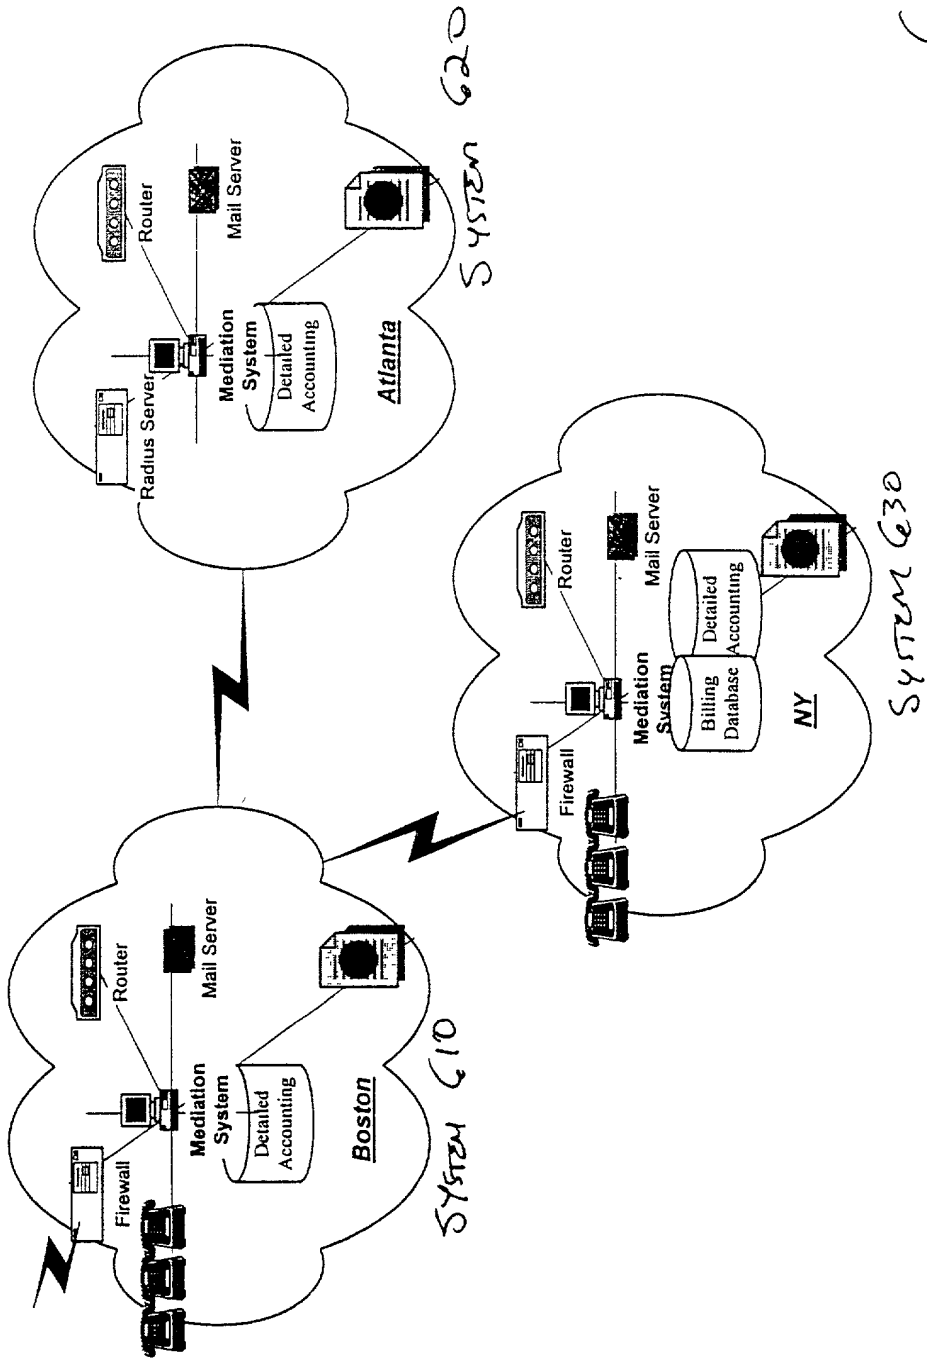 Firewall
Router
Mediation
System
Mail Server
Detailed
Accounting
Boston
SYSTEM 610
Radius Server
Router
Mediation
System
Mail Server
Detailed
Accounting
Atlanta
SYSTEM 620
Firewall
Router
Mediation
System
Mail Server
Billing
Database
Detailed
Accounting
NY
SYSTEM 630